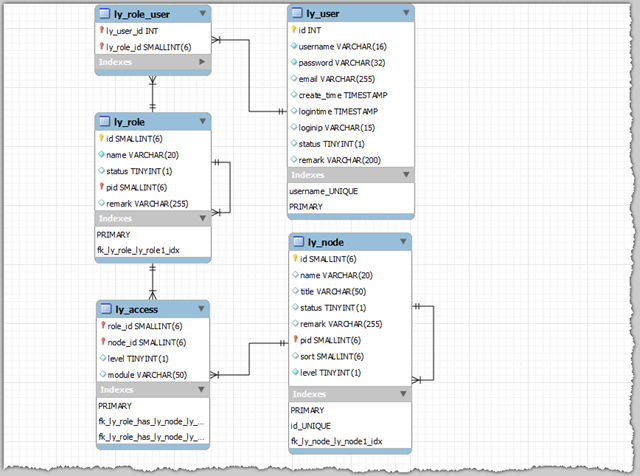 ly_role_user
ly_user_id INT
ly_role_id SMALLINT(6)
Indexes
ly_user
id INT
username VARCHAR(16)
password VARCHAR(32)
email VARCHAR(255)
create_time TIMESTAMP
logintime TIMESTAMP
loginip VARCHAR(15)
status TINYINT(1)
remark VARCHAR(200)
Indexes
username_UNIQUE
PRIMARY
ly_role
id SMALLINT(6)
name VARCHAR(20)
status TINYINT(1)
pid SMALLINT(6)
remark VARCHAR(255)
Indexes
PRIMARY
fk_ly_role_ly_role1_idx
ly_node
id SMALLINT(6)
name VARCHAR(20)
title VARCHAR(50)
status TINYINT(1)
remark VARCHAR(255)
pid SMALLINT(6)
sort SMALLINT(6)
level TINYINT(1)
Indexes
PRIMARY
id_UNIQUE
fk_ly_node_ly_node1_idx
ly_access
role_id SMALLINT(6)
node_id SMALLINT(6)
level TINYINT(1)
module VARCHAR(50)
Indexes
PRIMARY
fk_ly_role_has_ly_node_ly_...
fk_ly_role_has_ly_node_ly_...